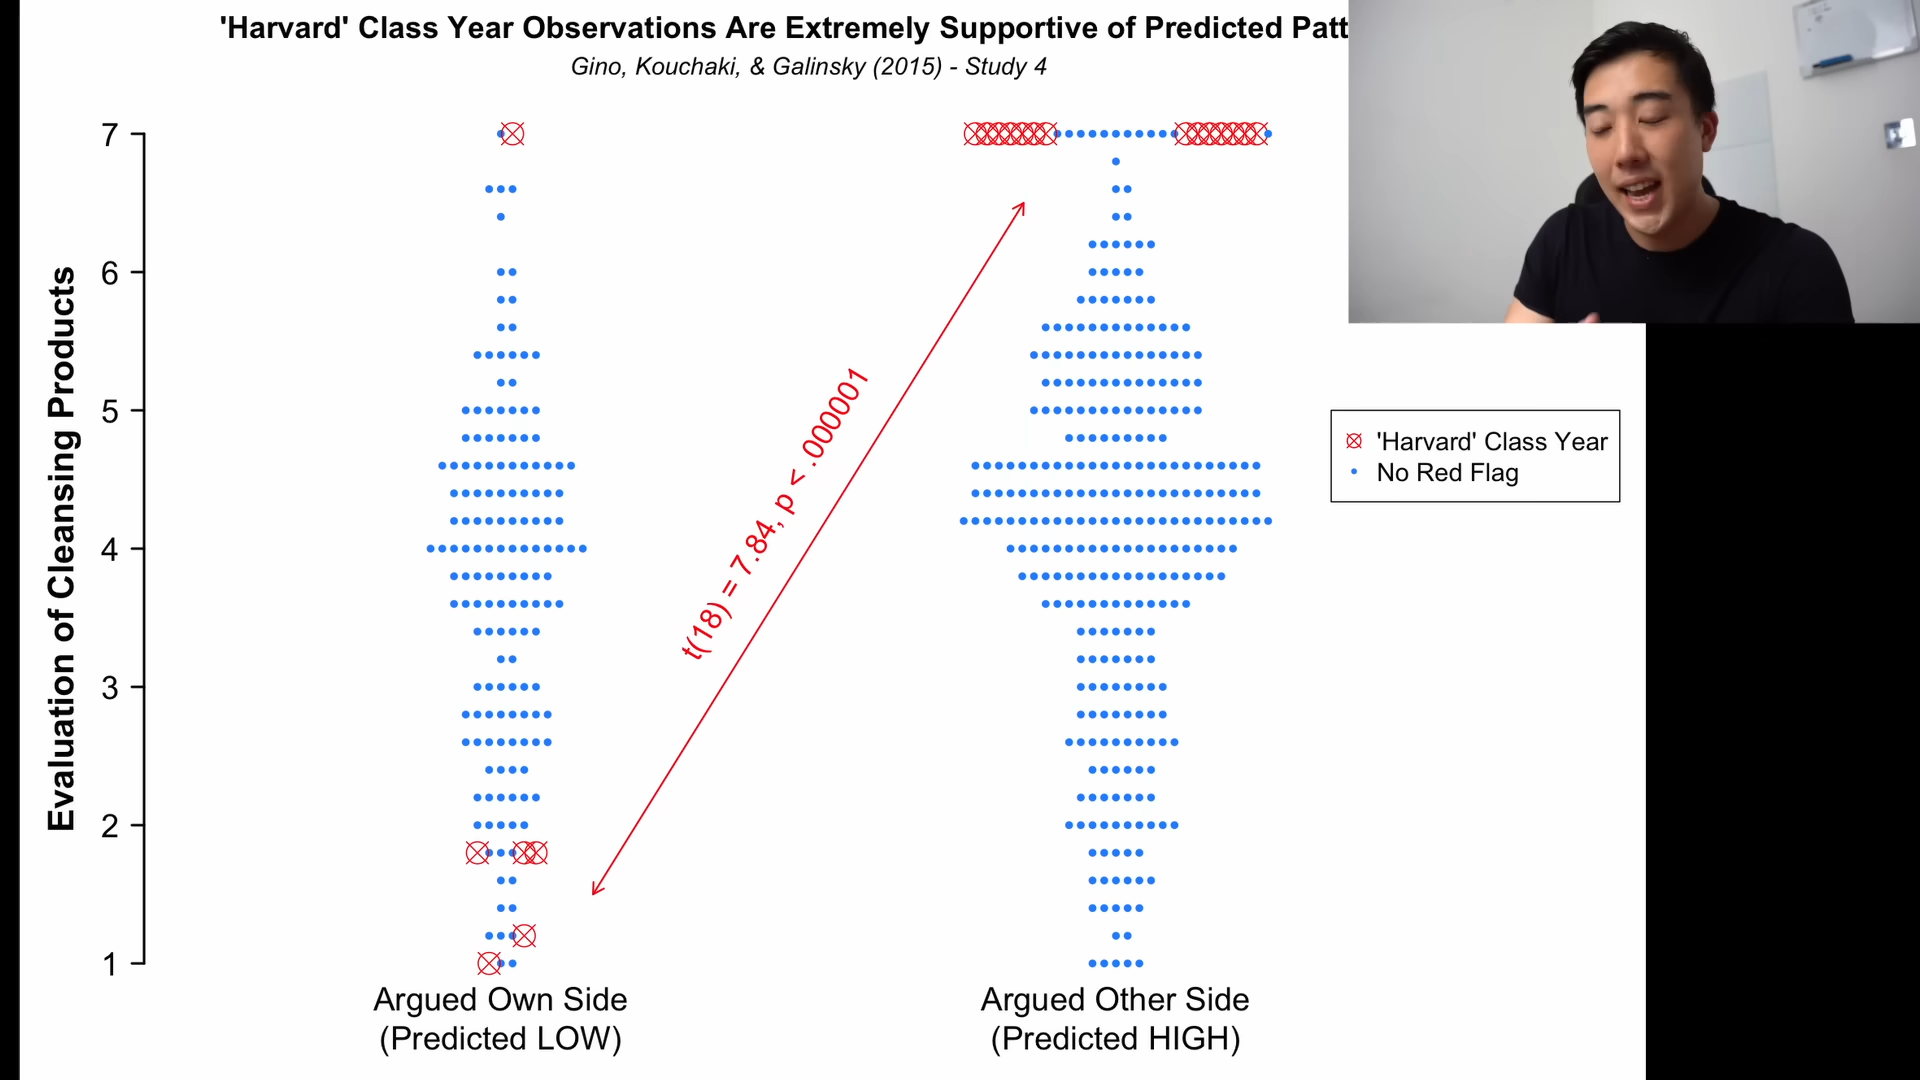 'Harvard' Class Year Observations Are Extremely Supportive of Predicted Patt
Gino, Kouchaki, & Galinsky (2015) - Study 4
Evaluation of Cleansing Products
7
6
5
4
3
2
1
t(18) = 7.84, p < .000001
'Harvard' Class Year
No Red Flag
Argued Own Side
(Predicted LOW)
Argued Other Side
(Predicted HIGH)